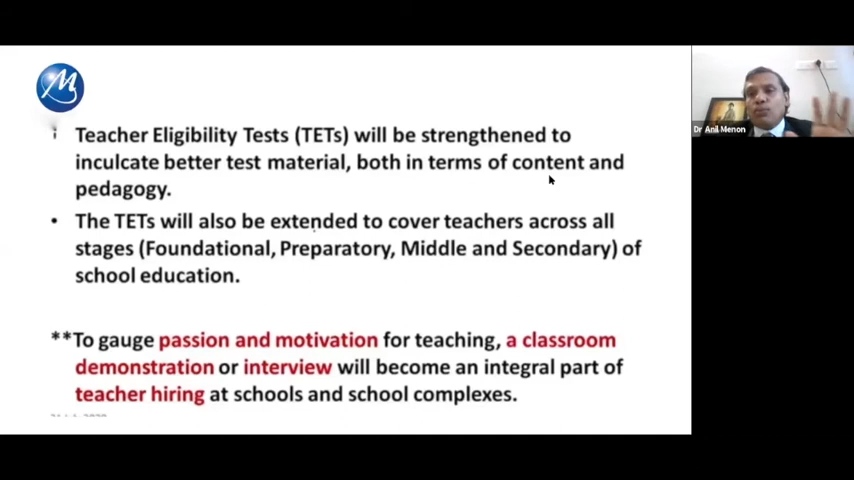 M
Teacher Eligibility Tests (TETs) will be strengthened to
inculcate better test material, both in terms of content and
pedagogy.
• The TETs will also be extended to cover teachers across all
stages (Foundational, Preparatory, Middle and Secondary) of
school education.
**To gauge passion and motivation for teaching, a classroom
demonstration or interview will become an integral part of
teacher hiring at schools and school complexes.
Dr Anil Menon